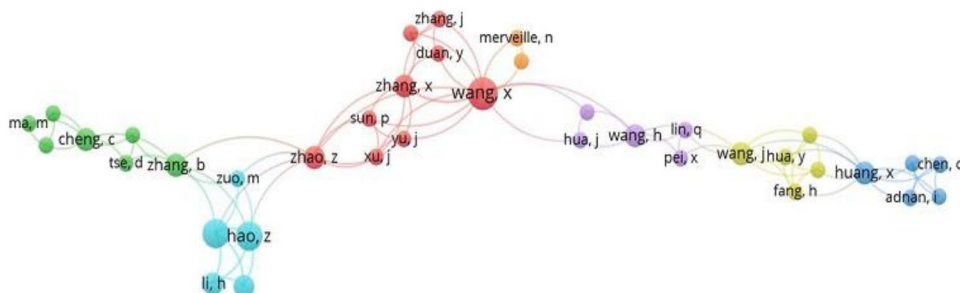 zhang, j
merveille, n
duan, y
zhang, x
wang, x
ma, m
sun, p
cheng, c
yu, j
hua, j
wang, h
lin, q
tse, d
zhang, b
zhao, z
xu, j
pei, x
wang, j
hua, y
huang, x
chen, c
zuo, m
fang, h
adnan, i
hao, z
li, h